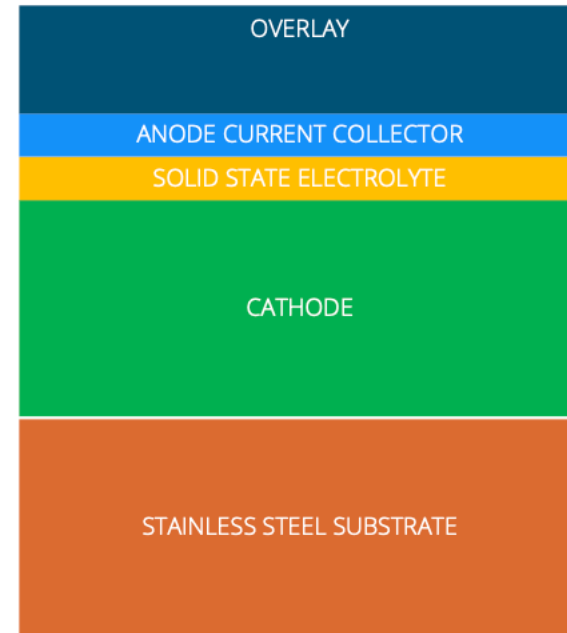 OVERLAY
ANODE CURRENT COLLECTOR
SOLID STATE ELECTROLYTE
CATHODE
STAINLESS STEEL SUBSTRATE